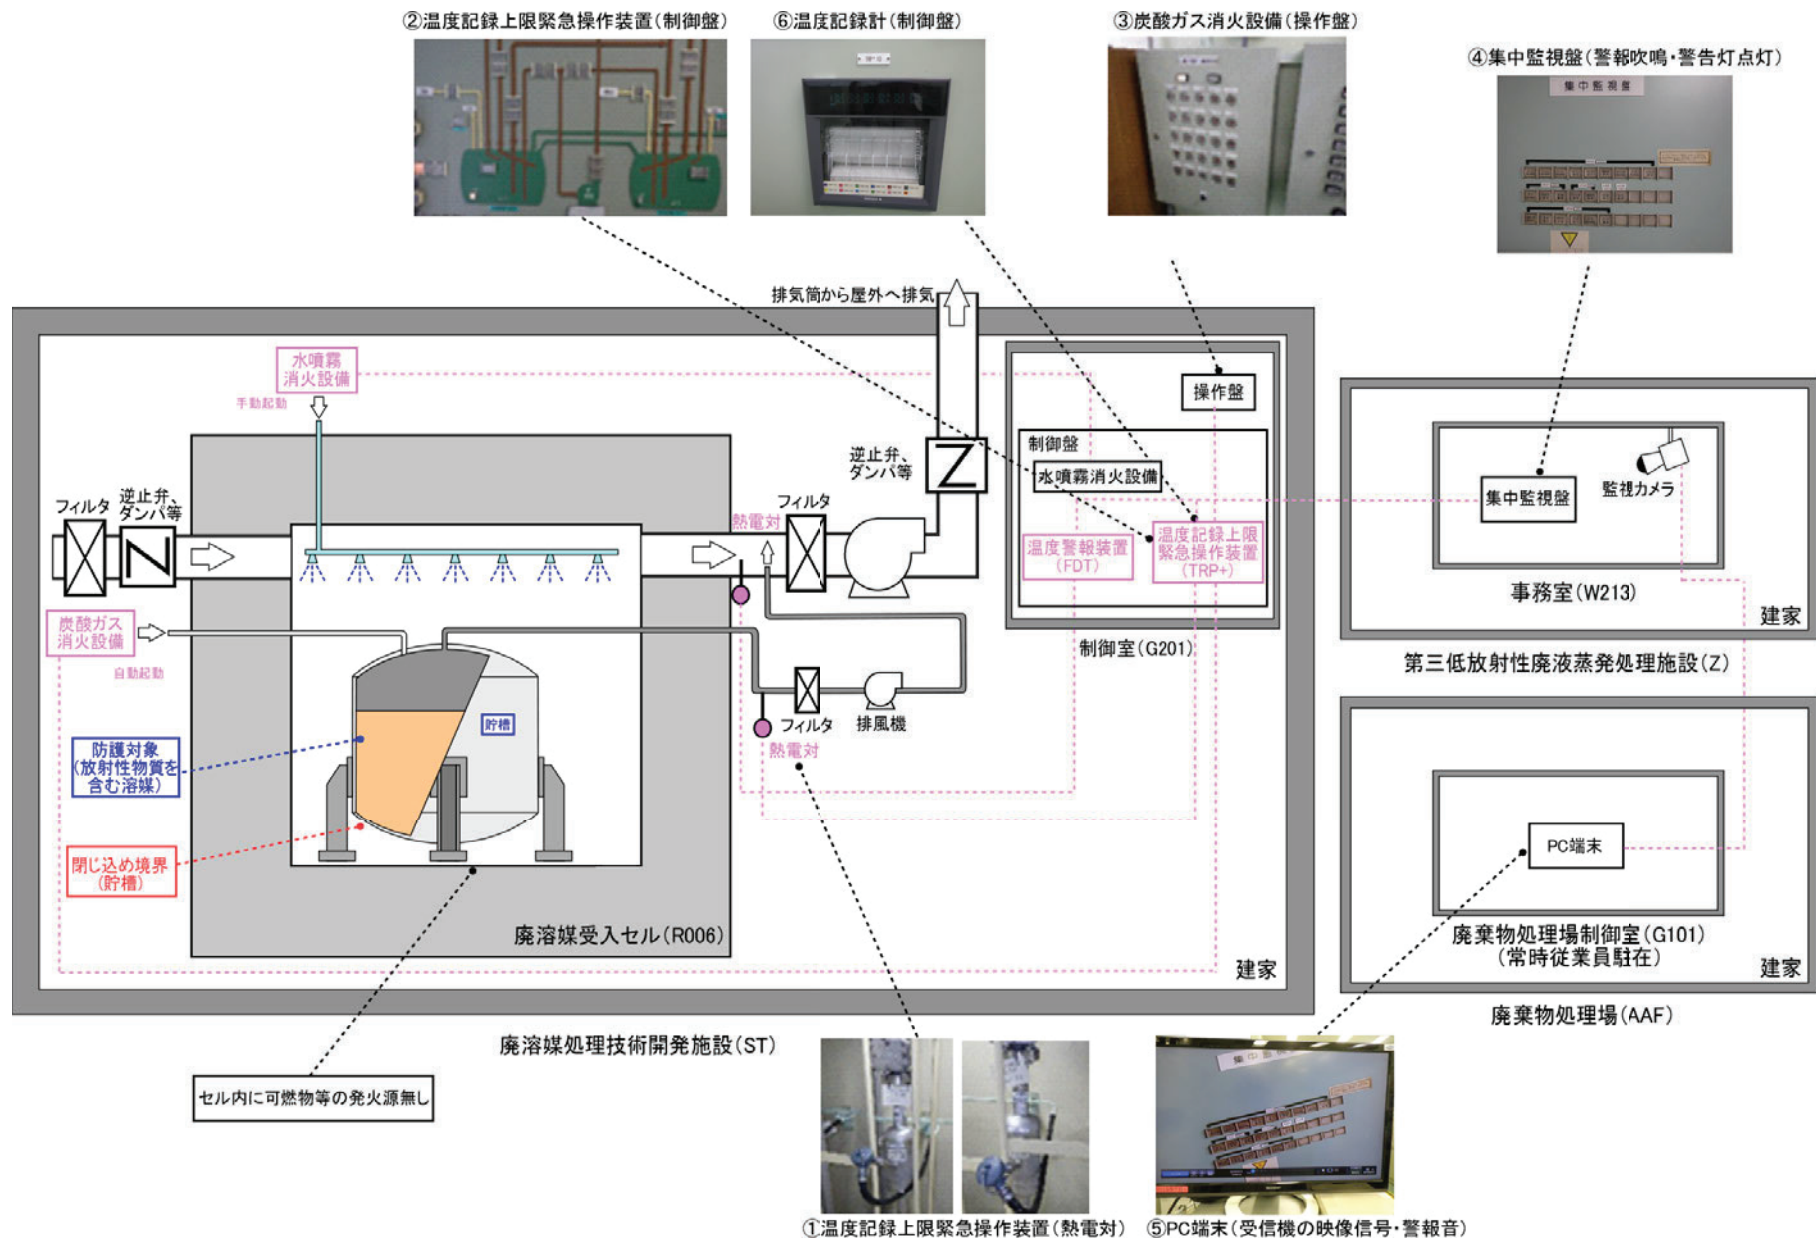 ②温度記録上限緊急操作装置(制御盤)
⑥温度記録計(制御盤)
③炭酸ガス消火設備(操作盤)
④集中監視盤(警報吹鳴・警告灯点灯)
集中監視盤
排気筒から屋外へ排気
水噴霧
消火設備
手動起動
操作盤
制御盤
水噴霧消火設備
逆止弁、
ダンパ等
フィルタ
逆止弁、
ダンパ等
熱電対
フィルタ
温度警報装置
(FDT)
温度記録上限
緊急操作装置
(TRP+)
集中監視盤
監視カメラ
事務室(W213)
建家
制御室(G201)
第三低放射性廃液蒸発処理施設(Z)
炭酸ガス
消火設備
自動起動
貯槽
フィルタ
排風機
熱電対
防護対象
(放射性物質を
含む溶媒)
閉じ込め境界
(貯槽)
PC端末
廃溶媒受入セル(R006)
建家
廃棄物処理場制御室(G101)
(常時従業員駐在)
建家
廃棄物処理場(AAF)
廃溶媒処理技術開発施設(ST)
セル内に可燃物等の発火源無し
集中監視
①温度記録上限緊急操作装置(熱電対)
⑤PC端末(受信機の映像信号・警報音)